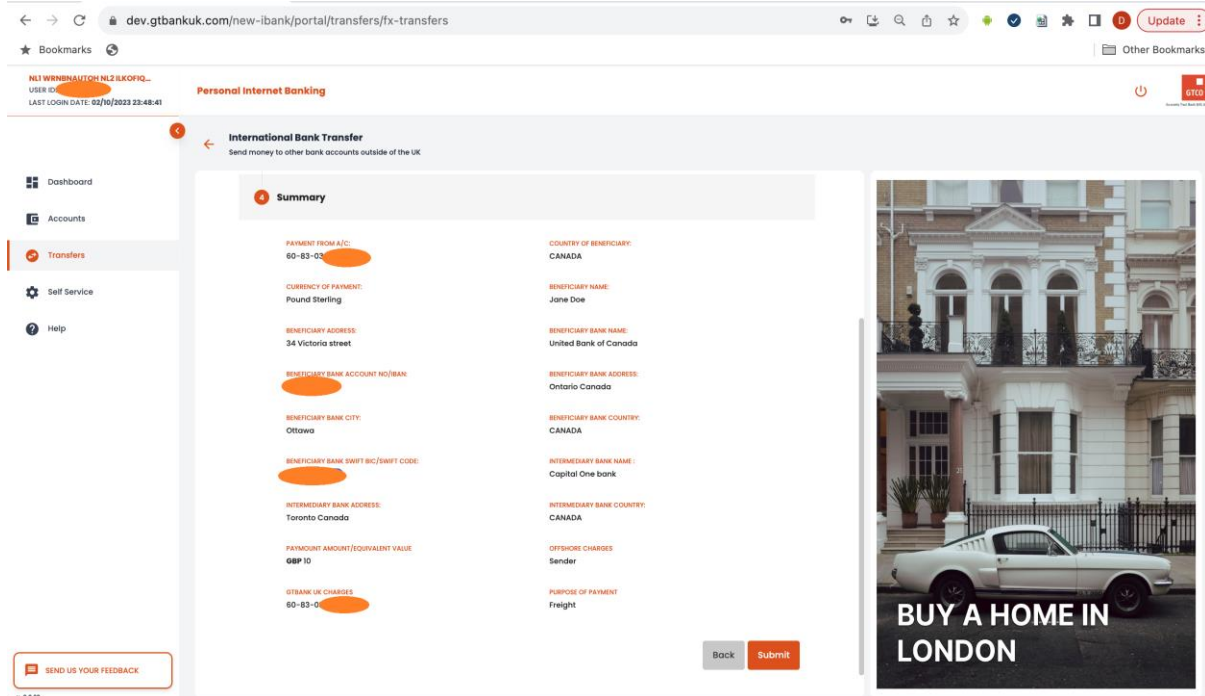 dev.gtbankuk.com/new-ibank/portal/transfers/fx-transfers
D
Update
Bookmarks
Other Bookmarks
NL1 WRNBNAUTOH NL2 ILKOFIQ...
USER ID
LAST LOGIN DATE: 02/10/2023 23:48:41
Personal Internet Banking
GTCO
International Bank Transfer
Send money to other bank accounts outside of the UK
Dashboard
Accounts
Transfers
Self Service
Help
SEND US YOUR FEEDBACK
4 Summary
PAYMENT FROM A/C: COUNTRY OF BENEFICIARY:
60-83-03 CANADA
CURRENCY OF PAYMENT: BENEFICIARY NAME:
Pound Sterling Jane Doe
BENEFICIARY ADDRESS: BENEFICIARY BANK NAME:
34 Victoria street United Bank of Canada
BENEFICIARY BANK ACCOUNT NO/IBAN: BENEFICIARY BANK ADDRESS:
Ontario Canada
BENEFICIARY BANK CITY: BENEFICIARY BANK COUNTRY:
Ottawa CANADA
BENEFICIARY BANK SWIFT BIC/SWIFT CODE: INTERMEDIARY BANK NAME :
Capital One bank
INTERMEDIARY BANK ADDRESS: INTERMEDIARY BANK COUNTRY:
Toronto Canada CANADA
PAYMOUNT AMOUNT/EQUIVALENT VALUE OFFSHORE CHARGES
GBP 10 Sender
GTBANK UK CHARGES PURPOSE OF PAYMENT
60-83-0 Freight
Back Submit
BUY A HOME IN
LONDON